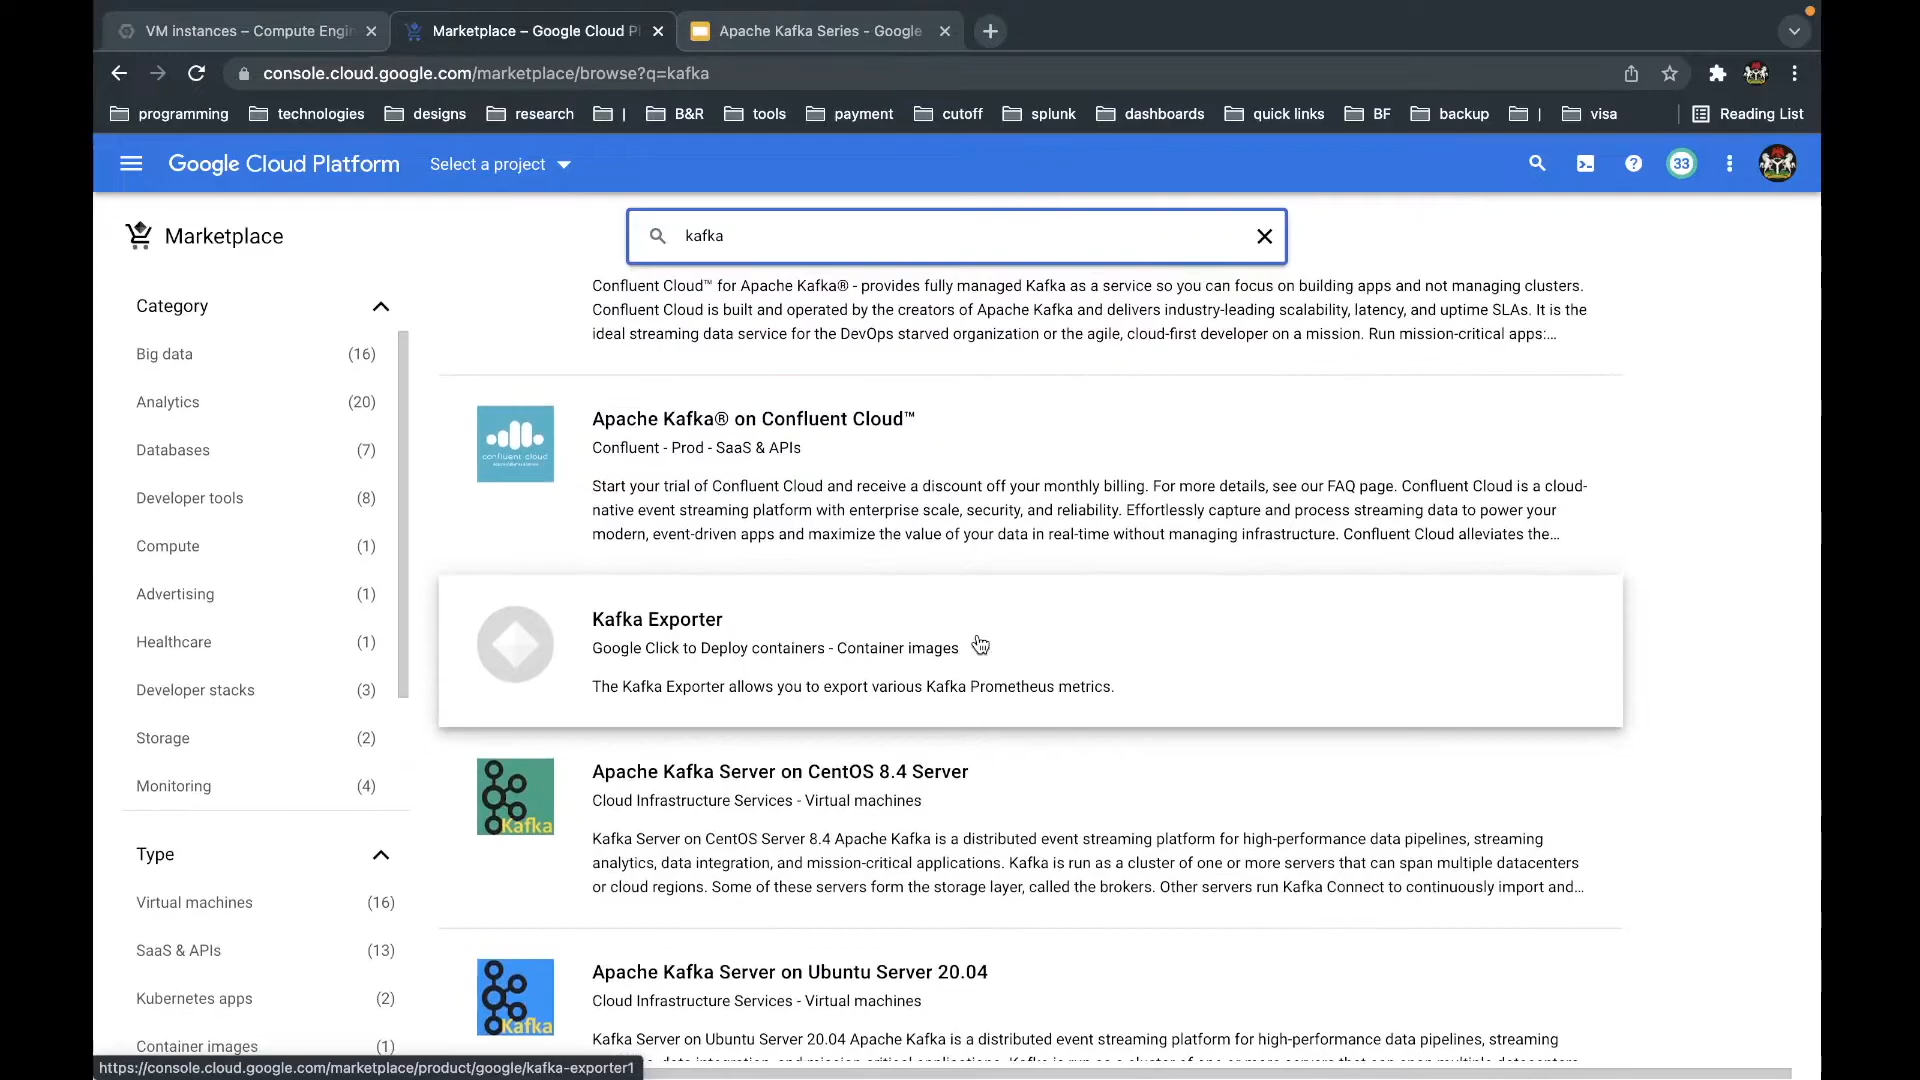 VM instances – Compute Engin
Marketplace – Google Cloud Pl
Apache Kafka Series - Google
console.cloud.google.com/marketplace/browse?q=kafka
programming
technologies
designs
research
|
B&R
tools
payment
cutoff
splunk
dashboards
quick links
BF
backup
|
visa
Reading List
Google Cloud Platform
Select a project
33
Marketplace
kafka
Category
Big data (16)
Analytics (20)
Databases (7)
Developer tools (8)
Compute (1)
Advertising (1)
Healthcare (1)
Developer stacks (3)
Storage (2)
Monitoring (4)
Type
Virtual machines (16)
SaaS & APIs (13)
Kubernetes apps (2)
Container images (1)
Confluent Cloud™ for Apache Kafka® - provides fully managed Kafka as a service so you can focus on building apps and not managing clusters.
Confluent Cloud is built and operated by the creators of Apache Kafka and delivers industry-leading scalability, latency, and uptime SLAs. It is the
ideal streaming data service for the DevOps starved organization or the agile, cloud-first developer on a mission. Run mission-critical apps:...
confluent cloud
Apache Kafka® on Confluent Cloud™
Confluent - Prod - SaaS & APIs
Start your trial of Confluent Cloud and receive a discount off your monthly billing. For more details, see our FAQ page. Confluent Cloud is a cloud-
native event streaming platform with enterprise scale, security, and reliability. Effortlessly capture and process streaming data to power your
modern, event-driven apps and maximize the value of your data in real-time without managing infrastructure. Confluent Cloud alleviates the...
Kafka Exporter
Google Click to Deploy containers - Container images
The Kafka Exporter allows you to export various Kafka Prometheus metrics.
Kafka
Apache Kafka Server on CentOS 8.4 Server
Cloud Infrastructure Services - Virtual machines
Kafka Server on CentOS Server 8.4 Apache Kafka is a distributed event streaming platform for high-performance data pipelines, streaming
analytics, data integration, and mission-critical applications. Kafka is run as a cluster of one or more servers that can span multiple datacenters
or cloud regions. Some of these servers form the storage layer, called the brokers. Other servers run Kafka Connect to continuously import and...
Kafka
Apache Kafka Server on Ubuntu Server 20.04
Cloud Infrastructure Services - Virtual machines
Kafka Server on Ubuntu Server 20.04 Apache Kafka is a distributed event streaming platform for high-performance data pipelines, streaming
https://console.cloud.google.com/marketplace/product/google/kafka-exporter1